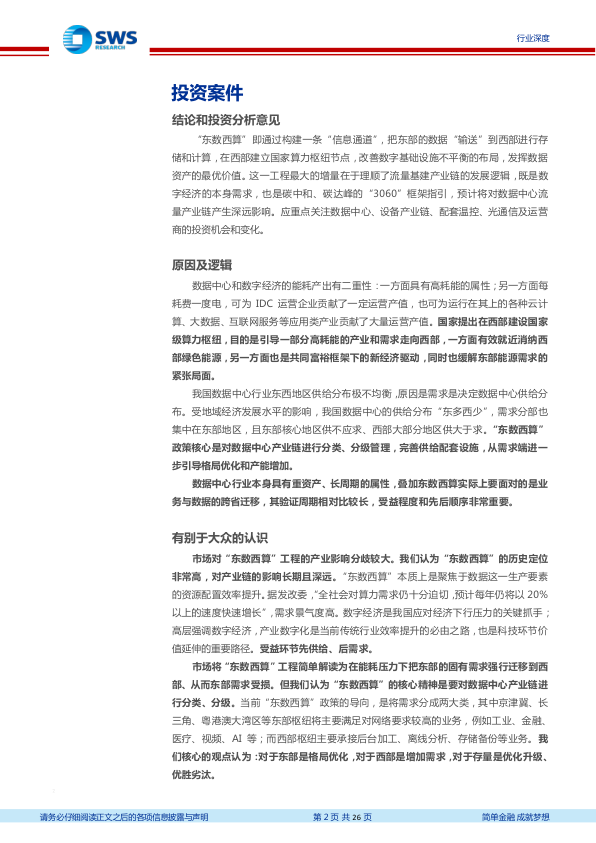 SWS
RESEARCH
行业深度
投资案件
结论和投资分析意见
“东数西算”即通过构建一条“信息通道”，把东部的数据“输送”到西部进行存
储和计算，在西部建立国家算力枢纽节点，改善数字基础设施不平衡的布局，发挥数据
资产的最优价值。这一工程最大的增量在于理顺了流量基建产业链的发展逻辑，既是数
字经济的本身需求，也是碳中和、碳达峰的“3060”框架指引，预计将对数据中心流
量产业链产生深远影响。应重点关注数据中心、设备产业链、配套温控、光通信及运营
商的投资机会和变化。
原因及逻辑
数据中心和数字经济的能耗产出有二重性：一方面具有高耗能的属性；另一方面每
耗费一度电，可为 IDC 运营企业贡献了一定运营产值，也可为运行在其上的各种云计
算、大数据、互联网服务等应用类产业贡献了大量运营产值。国家提出在西部建设国家
级算力枢纽，目的是引导一部分高耗能的产业和需求走向西部，一方面有效就近消纳西
部绿色能源，另一方面也是共同富裕框架下的新经济驱动，同时也缓解东部能源需求的
紧张局面。
我国数据中心行业东西地区供给分布极不均衡，原因是需求是决定数据中心供给分
布。受地域经济发展水平的影响，我国数据中心的供给分布“东多西少”，需求分部也
集中在东部地区，且东部核心地区供不应求、西部大部分地区供大于求。“东数西算”
政策核心是对数据中心产业链进行分类、分级管理，完善供给配套设施，从需求端进一
步引导格局优化和产能增加。
数据中心行业本身具有重资产、长周期的属性，叠加东数西算实际上要面对的是业
务与数据的跨省迁移，其验证周期相对比较长，受益程度和先后顺序非常重要。
有别于大众的认识
市场对“东数西算”工程的产业影响分歧较大。我们认为“东数西算”的历史定位
非常高，对产业链的影响长期且深远。“东数西算”本质上是聚焦于数据这一生产要素
的资源配置效率提升。据发改委，“全社会对算力需求仍十分迫切，预计每年仍将以 20%
以上的速度快速增长”，需求景气度高。数字经济是我国应对经济下行压力的关键抓手；
高层强调数字经济，产业数字化是当前传统行业效率提升的必由之路，也是科技环节价
值延伸的重要路径。受益环节先供给、后需求。
市场将“东数西算”工程简单解读为在能耗压力下把东部的固有需求强行迁移到西
部、从而东部需求受损。但我们认为“东数西算”的核心精神是要对数据中心产业链进
行分类、分级。当前“东数西算”政策的导向，是将需求分成两大类，其中京津冀、长
三角、粤港澳大湾区等东部枢纽将主要满足对网络要求较高的业务，例如工业、金融、
医疗、视频、AI 等；而西部枢纽主要承接后台加工、离线分析、存储备份等业务。我
们核心的观点认为：对于东部是格局优化，对于西部是增加需求，对于存量是优化升级、
优胜劣汰。
请务必仔细阅读正文之后的各项信息披露与声明
第 2 页 共 26 页
简单金融 成就梦想